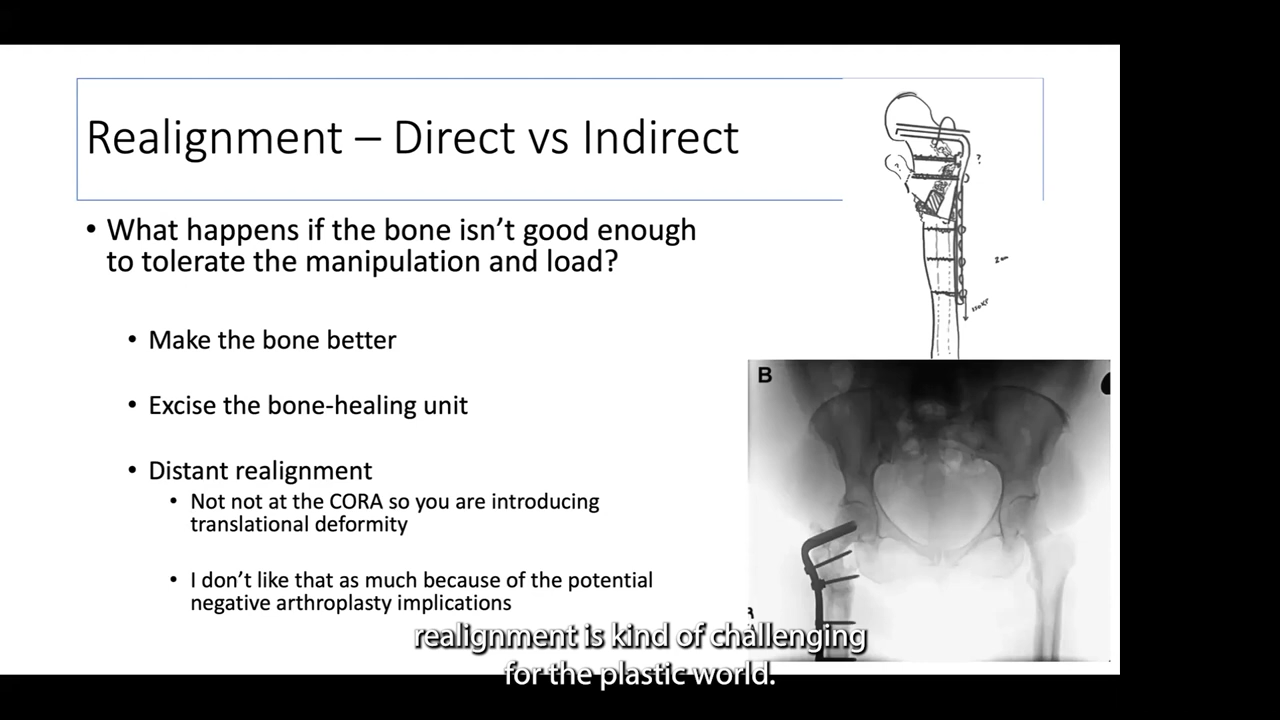 Realignment – Direct vs Indirect
• What happens if the bone isn’t good enough
to tolerate the manipulation and load?
• Make the bone better
• Excise the bone-healing unit
• Distant realignment
• Not not at the CORA so you are introducing
translational deformity
• I don’t like that as much because of the potential
negative arthroplasty implications
?
B
realignment is kind of challenging
for the plastic world.